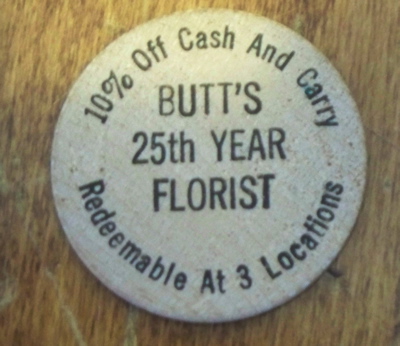 10% Off Cash And Carry
BUTT'S
25th YEAR
FLORIST
Redeemable At 3 Locations